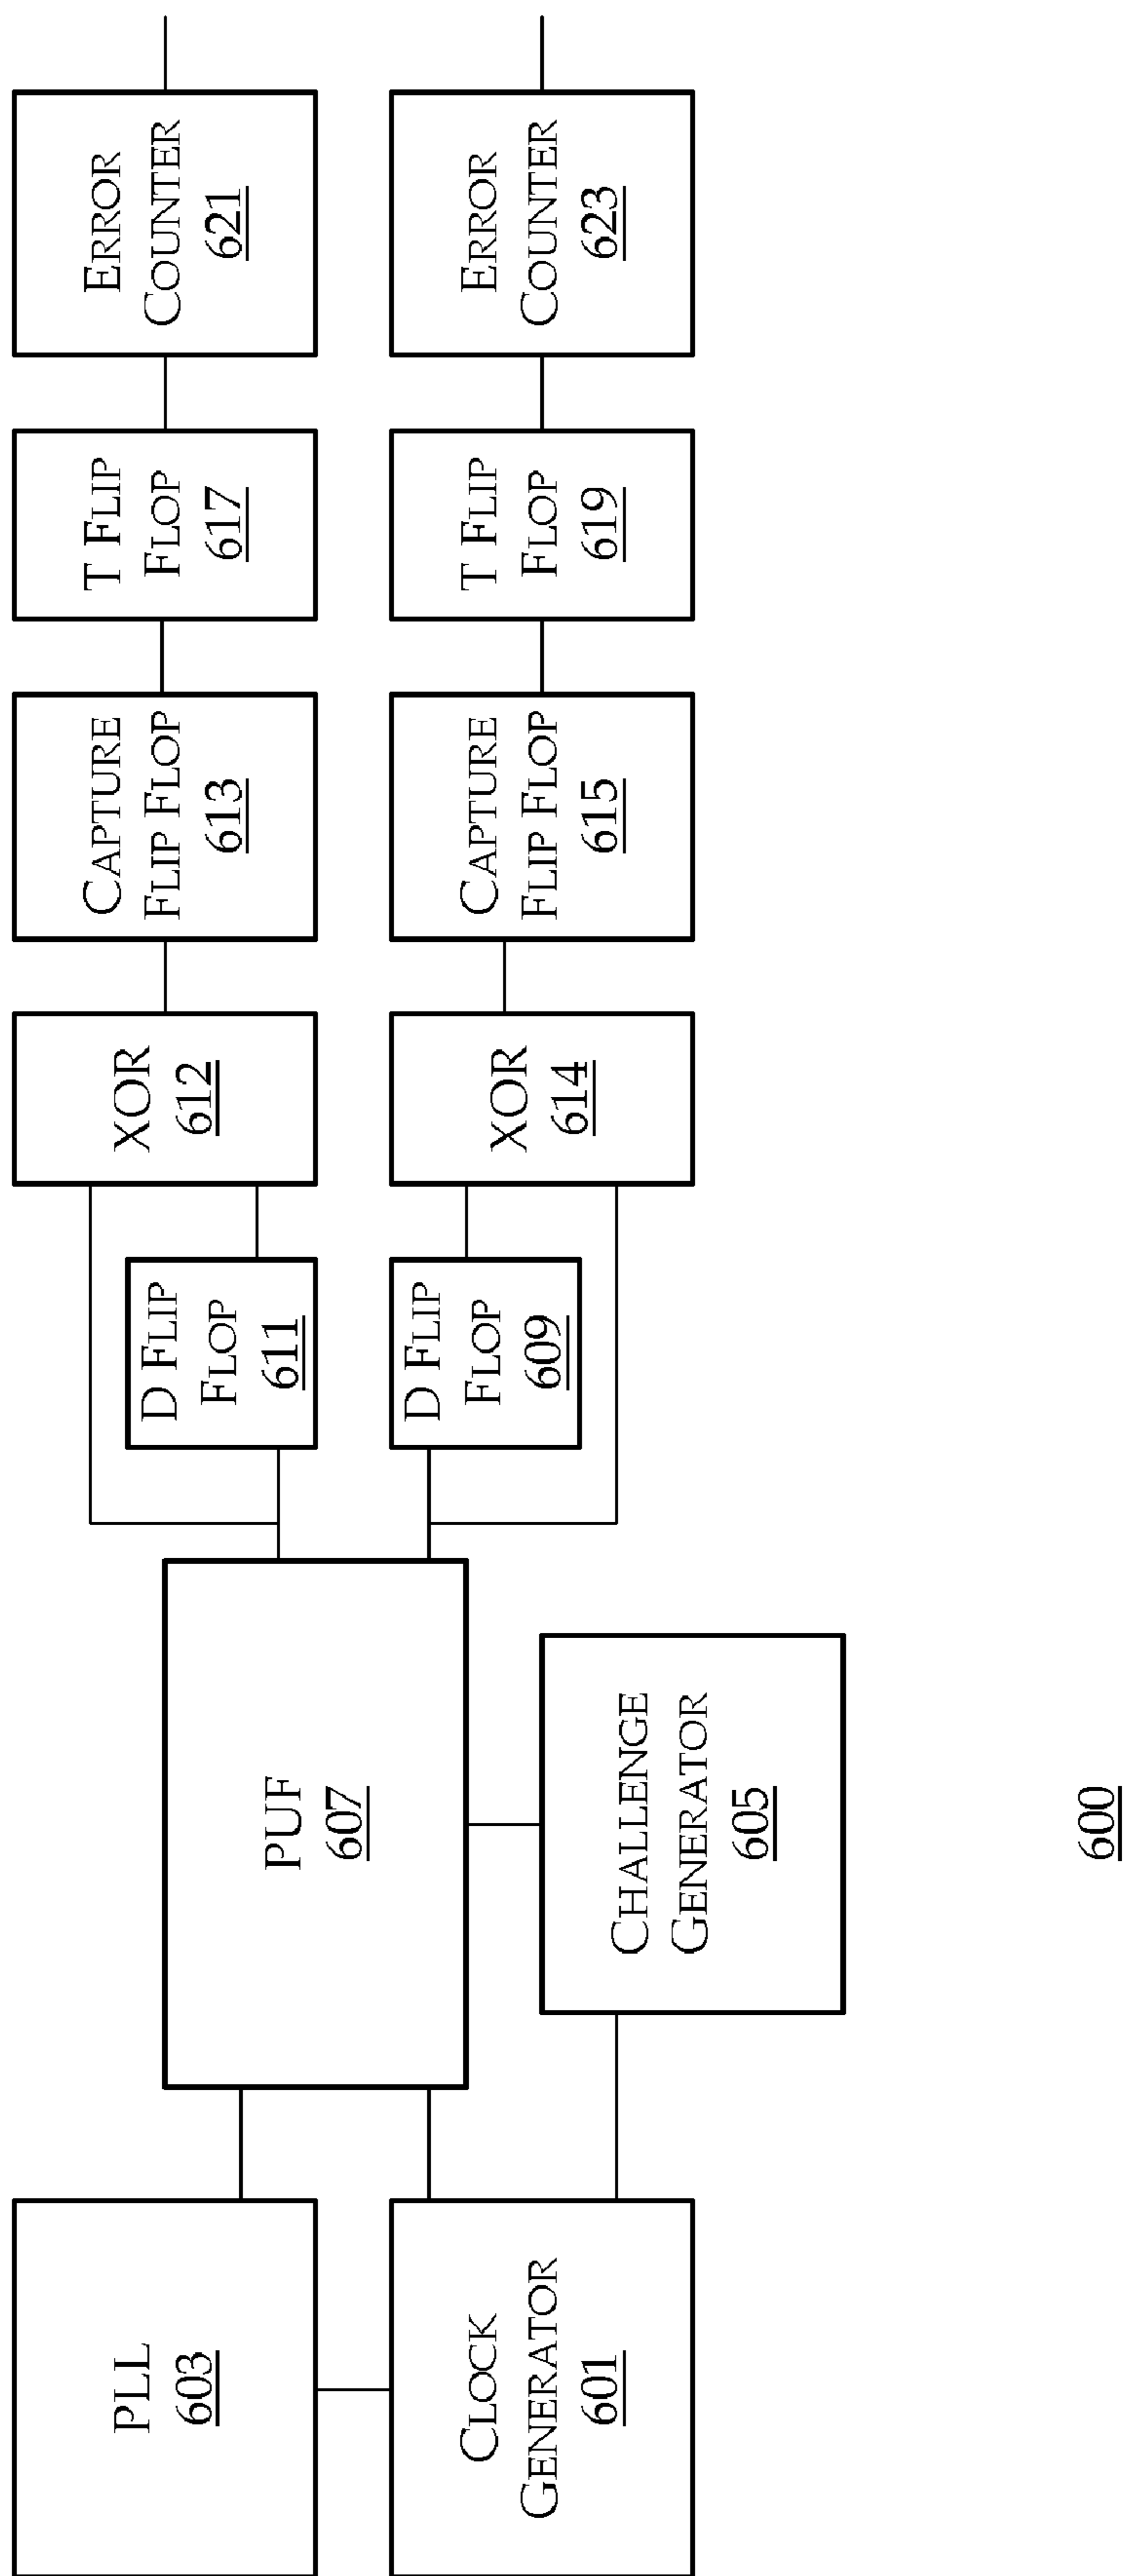 PLL
603
CLOCK
GENERATOR
601
PUF
607
CHALLENGE
GENERATOR
605
D FLIP
FLOP
611
D FLIP
FLOP
609
XOR
612
XOR
614
CAPTURE
FLIP FLOP
613
CAPTURE
FLIP FLOP
615
T FLIP
FLOP
617
T FLIP
FLOP
619
ERROR
COUNTER
621
ERROR
COUNTER
623
600